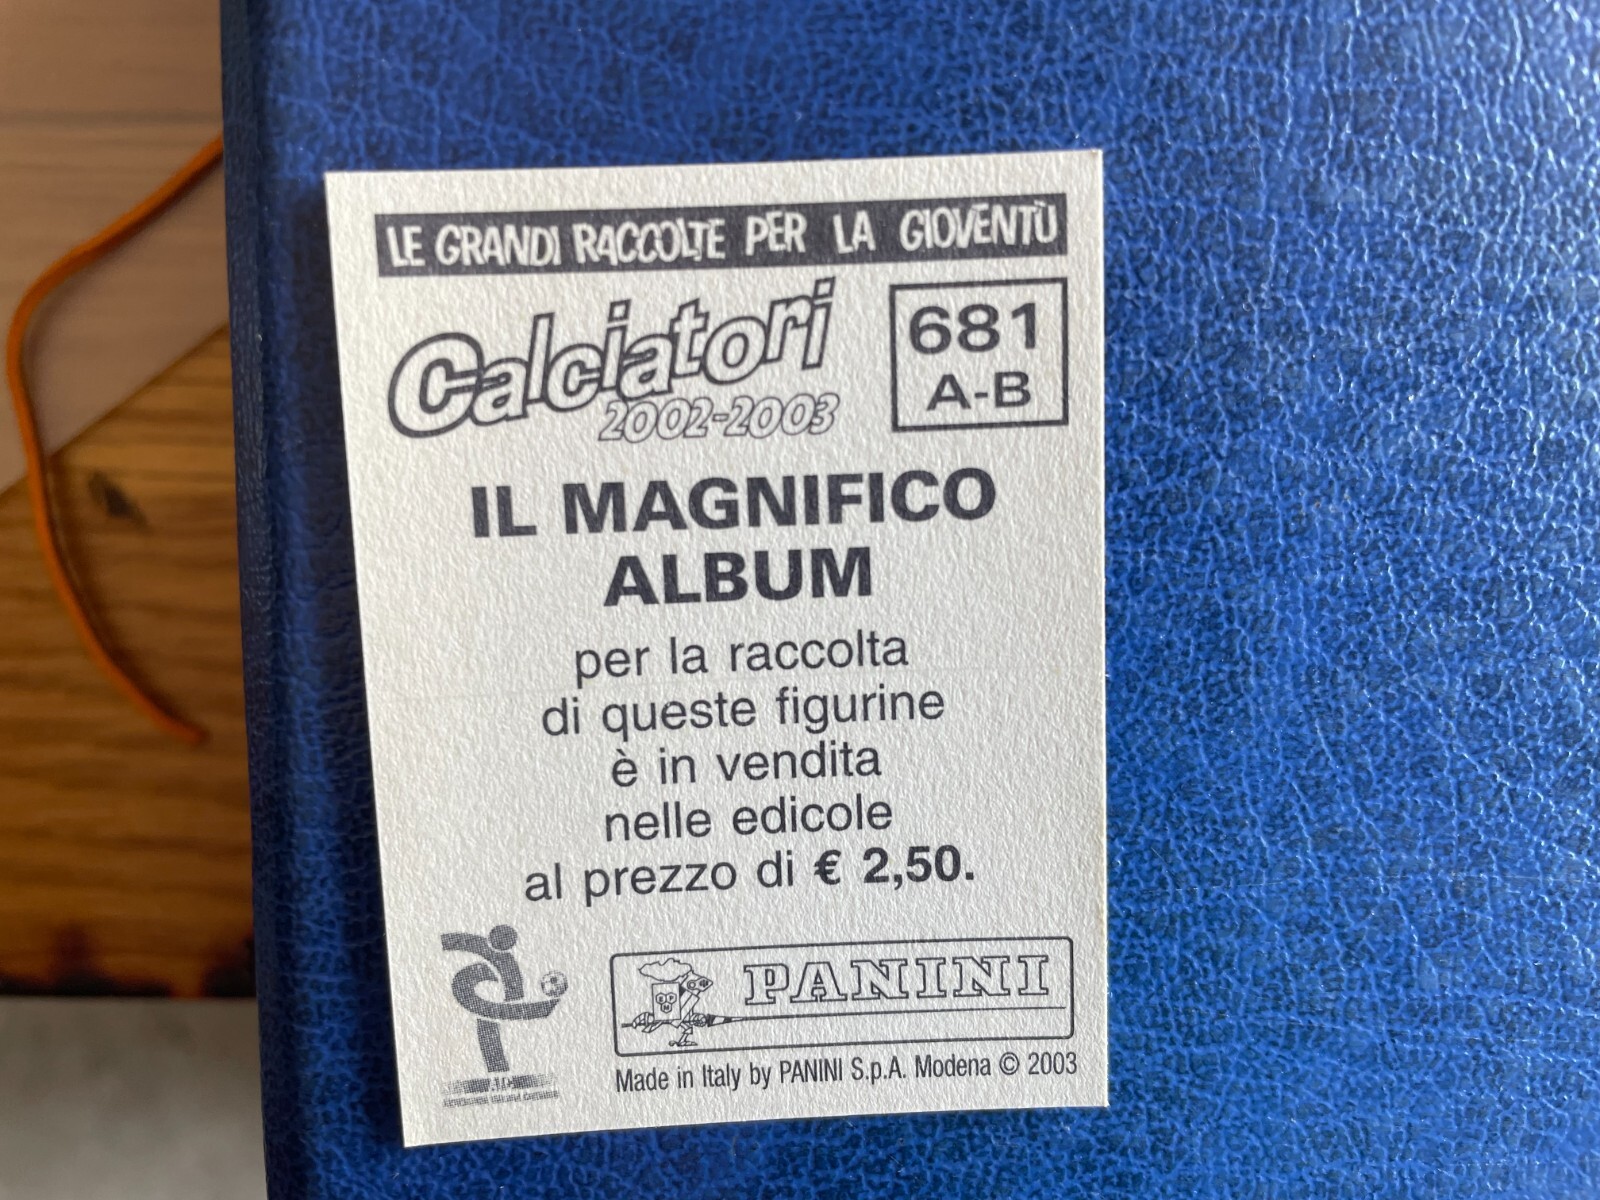 LE GRANDI RACCOLTE PER LA GIOVENTÙ
Calciatori
2002-2003
681
A-B
IL MAGNIFICO
ALBUM
per la raccolta
di queste figurine
è in vendita
nelle edicole
al prezzo di € 2,50.
PANINI
Made in Italy by PANINI S.p.A. Modena © 2003